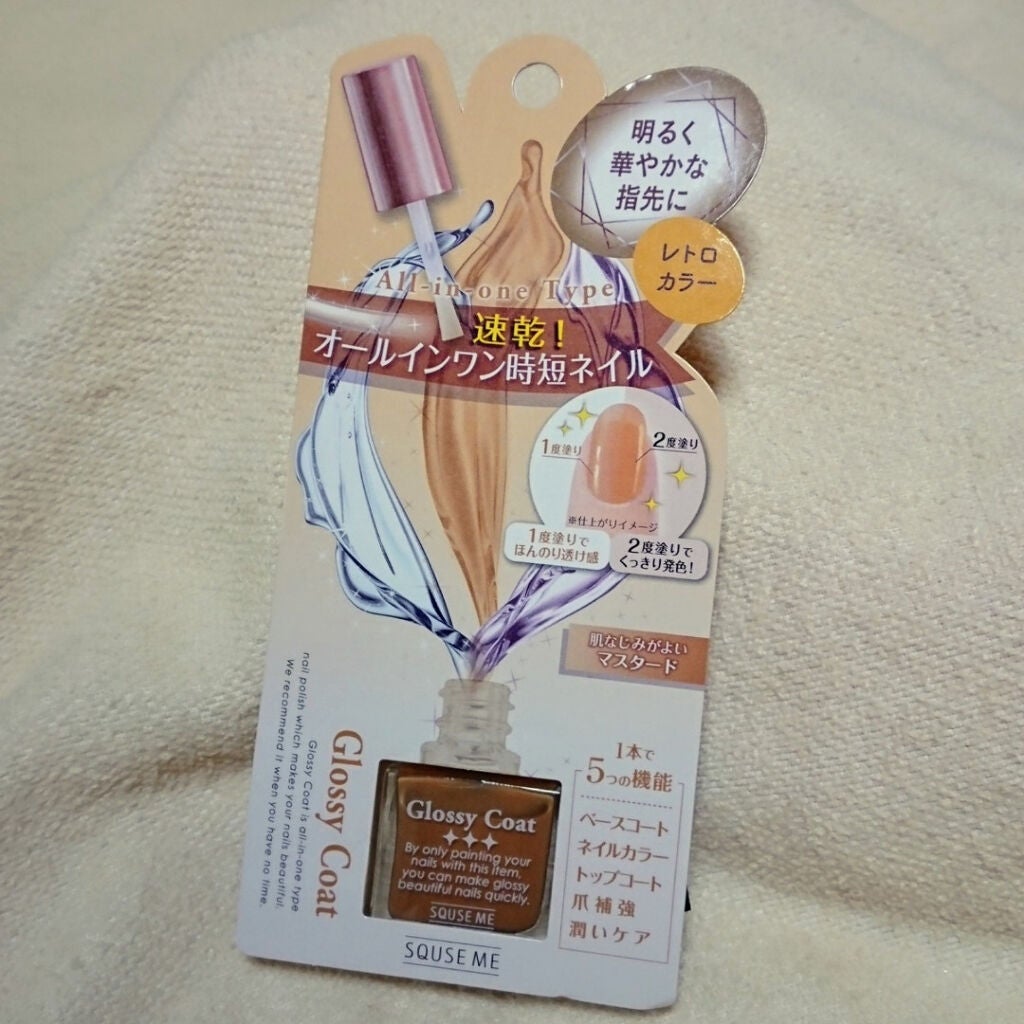 明るく
華やかな
指先に
レトロ
カラー
All-in-one Type
速乾!
オールインワン時短ネイル
1度塗り
2度塗り
※仕上がりイメージ
1度塗りで
ほんのり透け感
2度塗りで
くっきり発色!
肌なじみがよい
マスタード
1本で
5つの機能
ベースコート
ネイルカラー
トップコート
爪補強
潤いケア
Glossy Coat
Glossy Coat is all-in-one type
nail polish which makes your nails beautiful.
We recommend it when you have no time.
Glossy Coat
By only painting your
nails with this item,
you can make glossy
beautiful nails quickly.
SQUSE ME
SQUSE ME